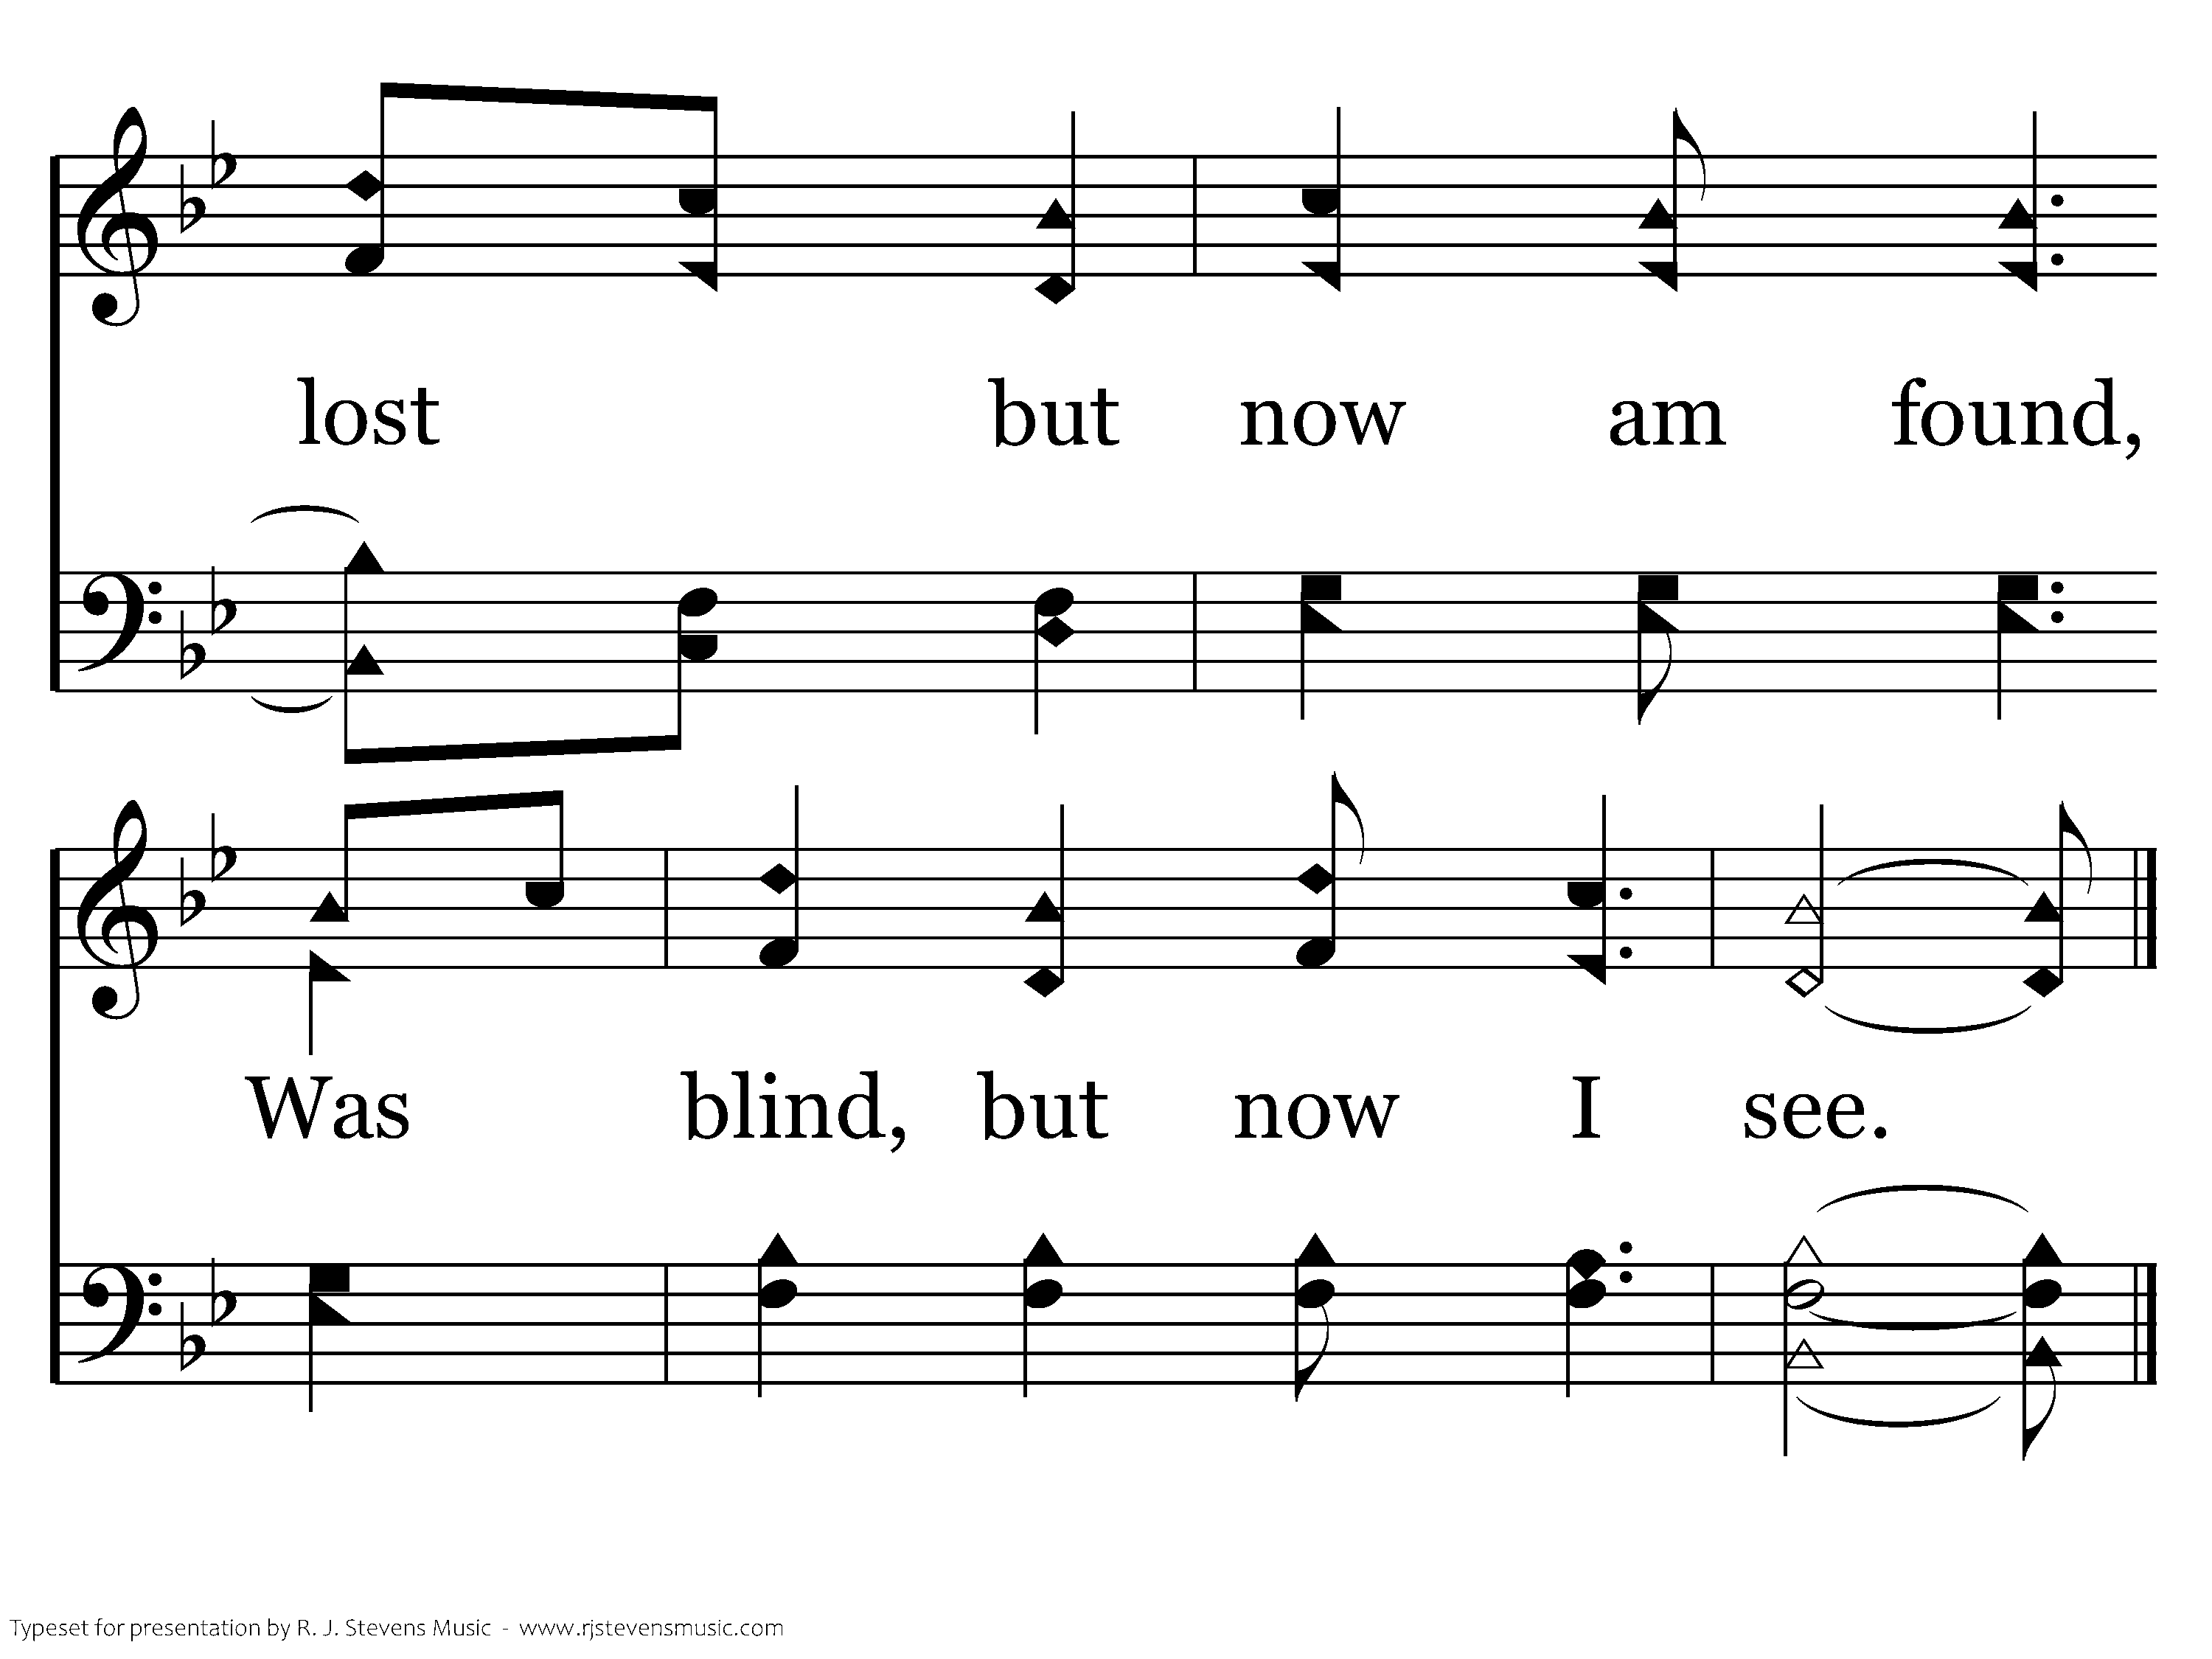 lost but now am found,
Was blind, but now I see.
Typeset for presentation by R. J. Stevens Music - www.rjstevensmusic.com